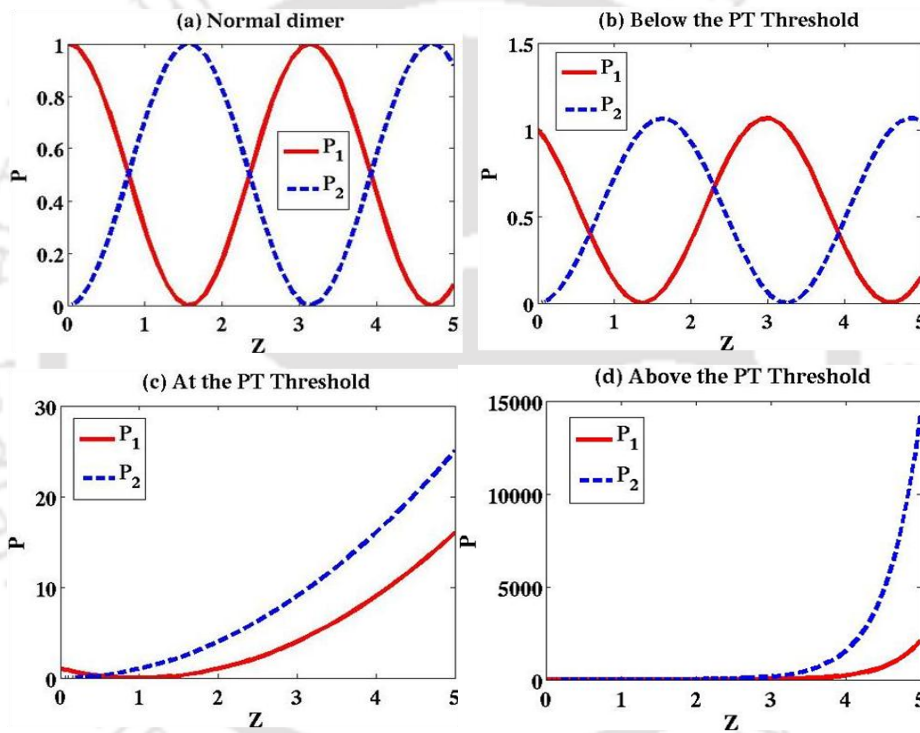 (a) Normal dimer
1
0.8
0.6
0.4
0.2
0
P
P1
P2
0 1 2 3 4 5
Z
(b) Below the PT Threshold
1.5
1
0.5
0
P
P1
P2
0 1 2 3 4 5
Z
(c) At the PT Threshold
30
20
10
0
P
P1
P2
0 1 2 3 4 5
Z
(d) Above the PT Threshold
15000
10000
5000
0
P
P1
P2
0 1 2 3 4 5
Z